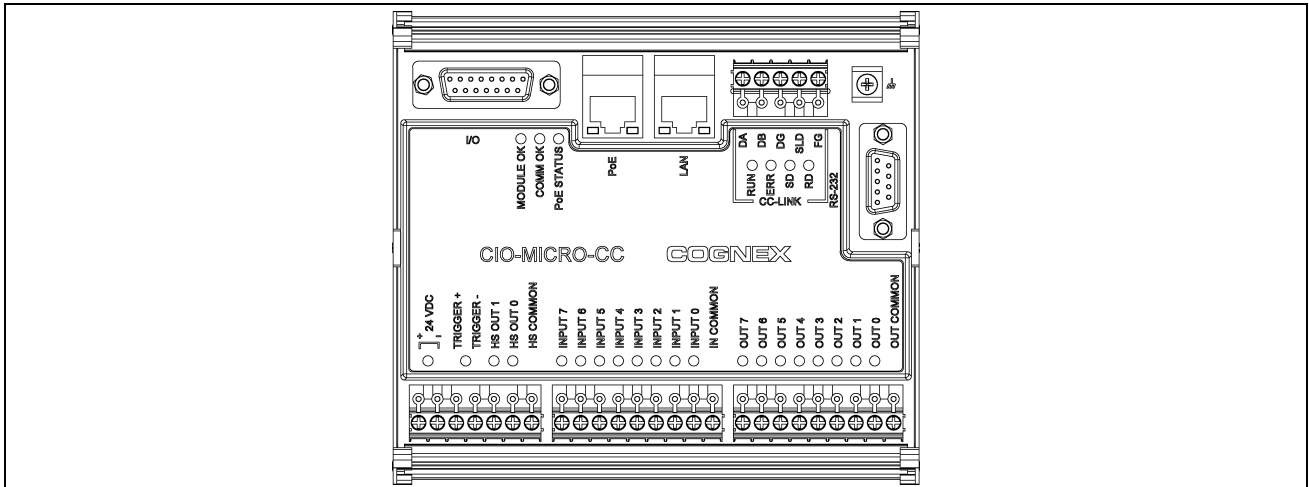 I/O
MODULE OK
COMM OK
PoE STATUS
PoE
LAN
DA
DB
DG
SLD
FG
RUN
L ERR
SD
RD
CC-LINK
RS-232
CIO-MICRO-CC
COGNEX
+
-
24 VDC
TRIGGER +
TRIGGER -
HS OUT 1
HS OUT 0
HS COMMON
INPUT 7
INPUT 6
INPUT 5
INPUT 4
INPUT 3
INPUT 2
INPUT 1
INPUT 0
IN COMMON
OUT 7
OUT 6
OUT 5
OUT 4
OUT 3
OUT 2
OUT 1
OUT 0
OUT COMMON